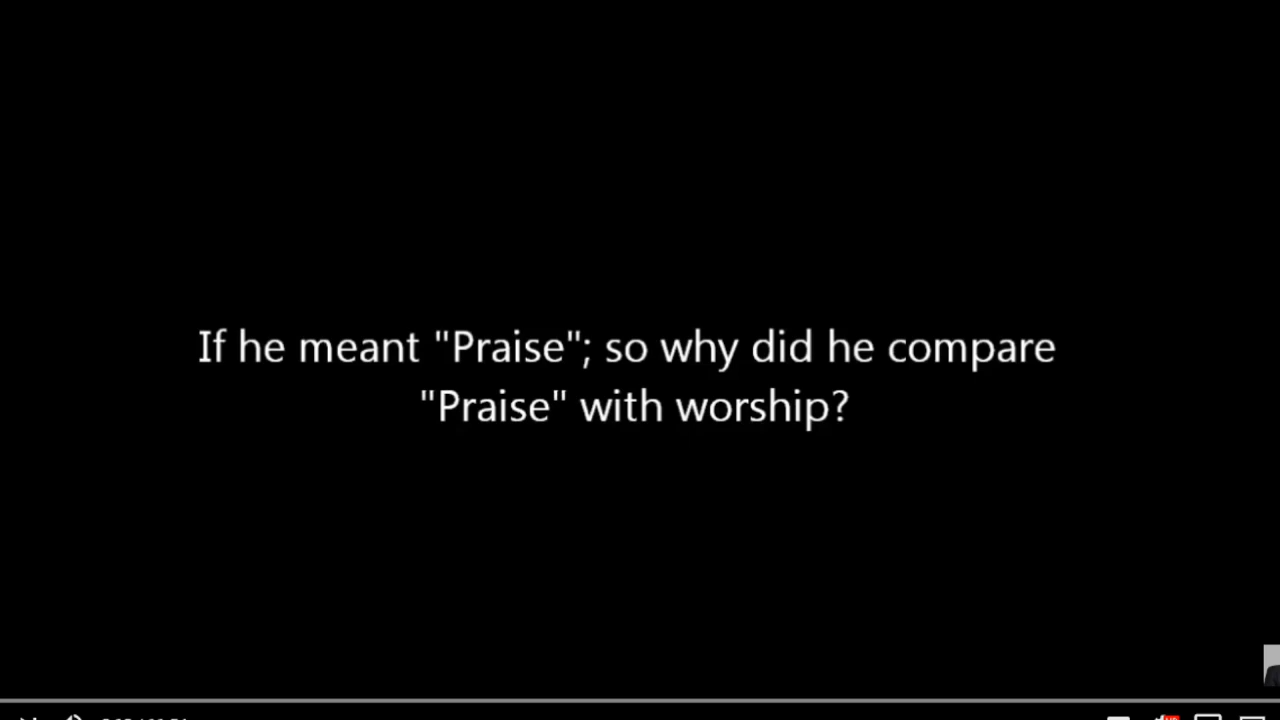 If he meant "Praise"; so why did he compare
"Praise" with worship?